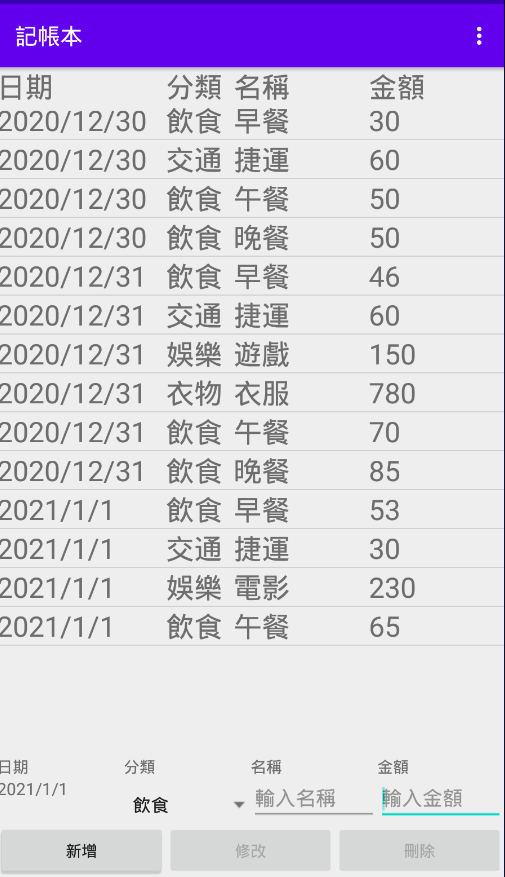 記帳本
日期 分類 名稱 金額
2020/12/30 飲食 早餐 30
2020/12/30 交通 捷運 60
2020/12/30 飲食 午餐 50
2020/12/30 飲食 晚餐 50
2020/12/31 飲食 早餐 46
2020/12/31 交通 捷運 60
2020/12/31 娛樂 遊戲 150
2020/12/31 衣物 衣服 780
2020/12/31 飲食 午餐 70
2020/12/31 飲食 晚餐 85
2021/1/1 飲食 早餐 53
2021/1/1 交通 捷運 30
2021/1/1 娛樂 電影 230
2021/1/1 飲食 午餐 65
日期 分類 名稱 金額
2021/1/1 飲食 輸入名稱 輸入金額
新增 修改 刪除